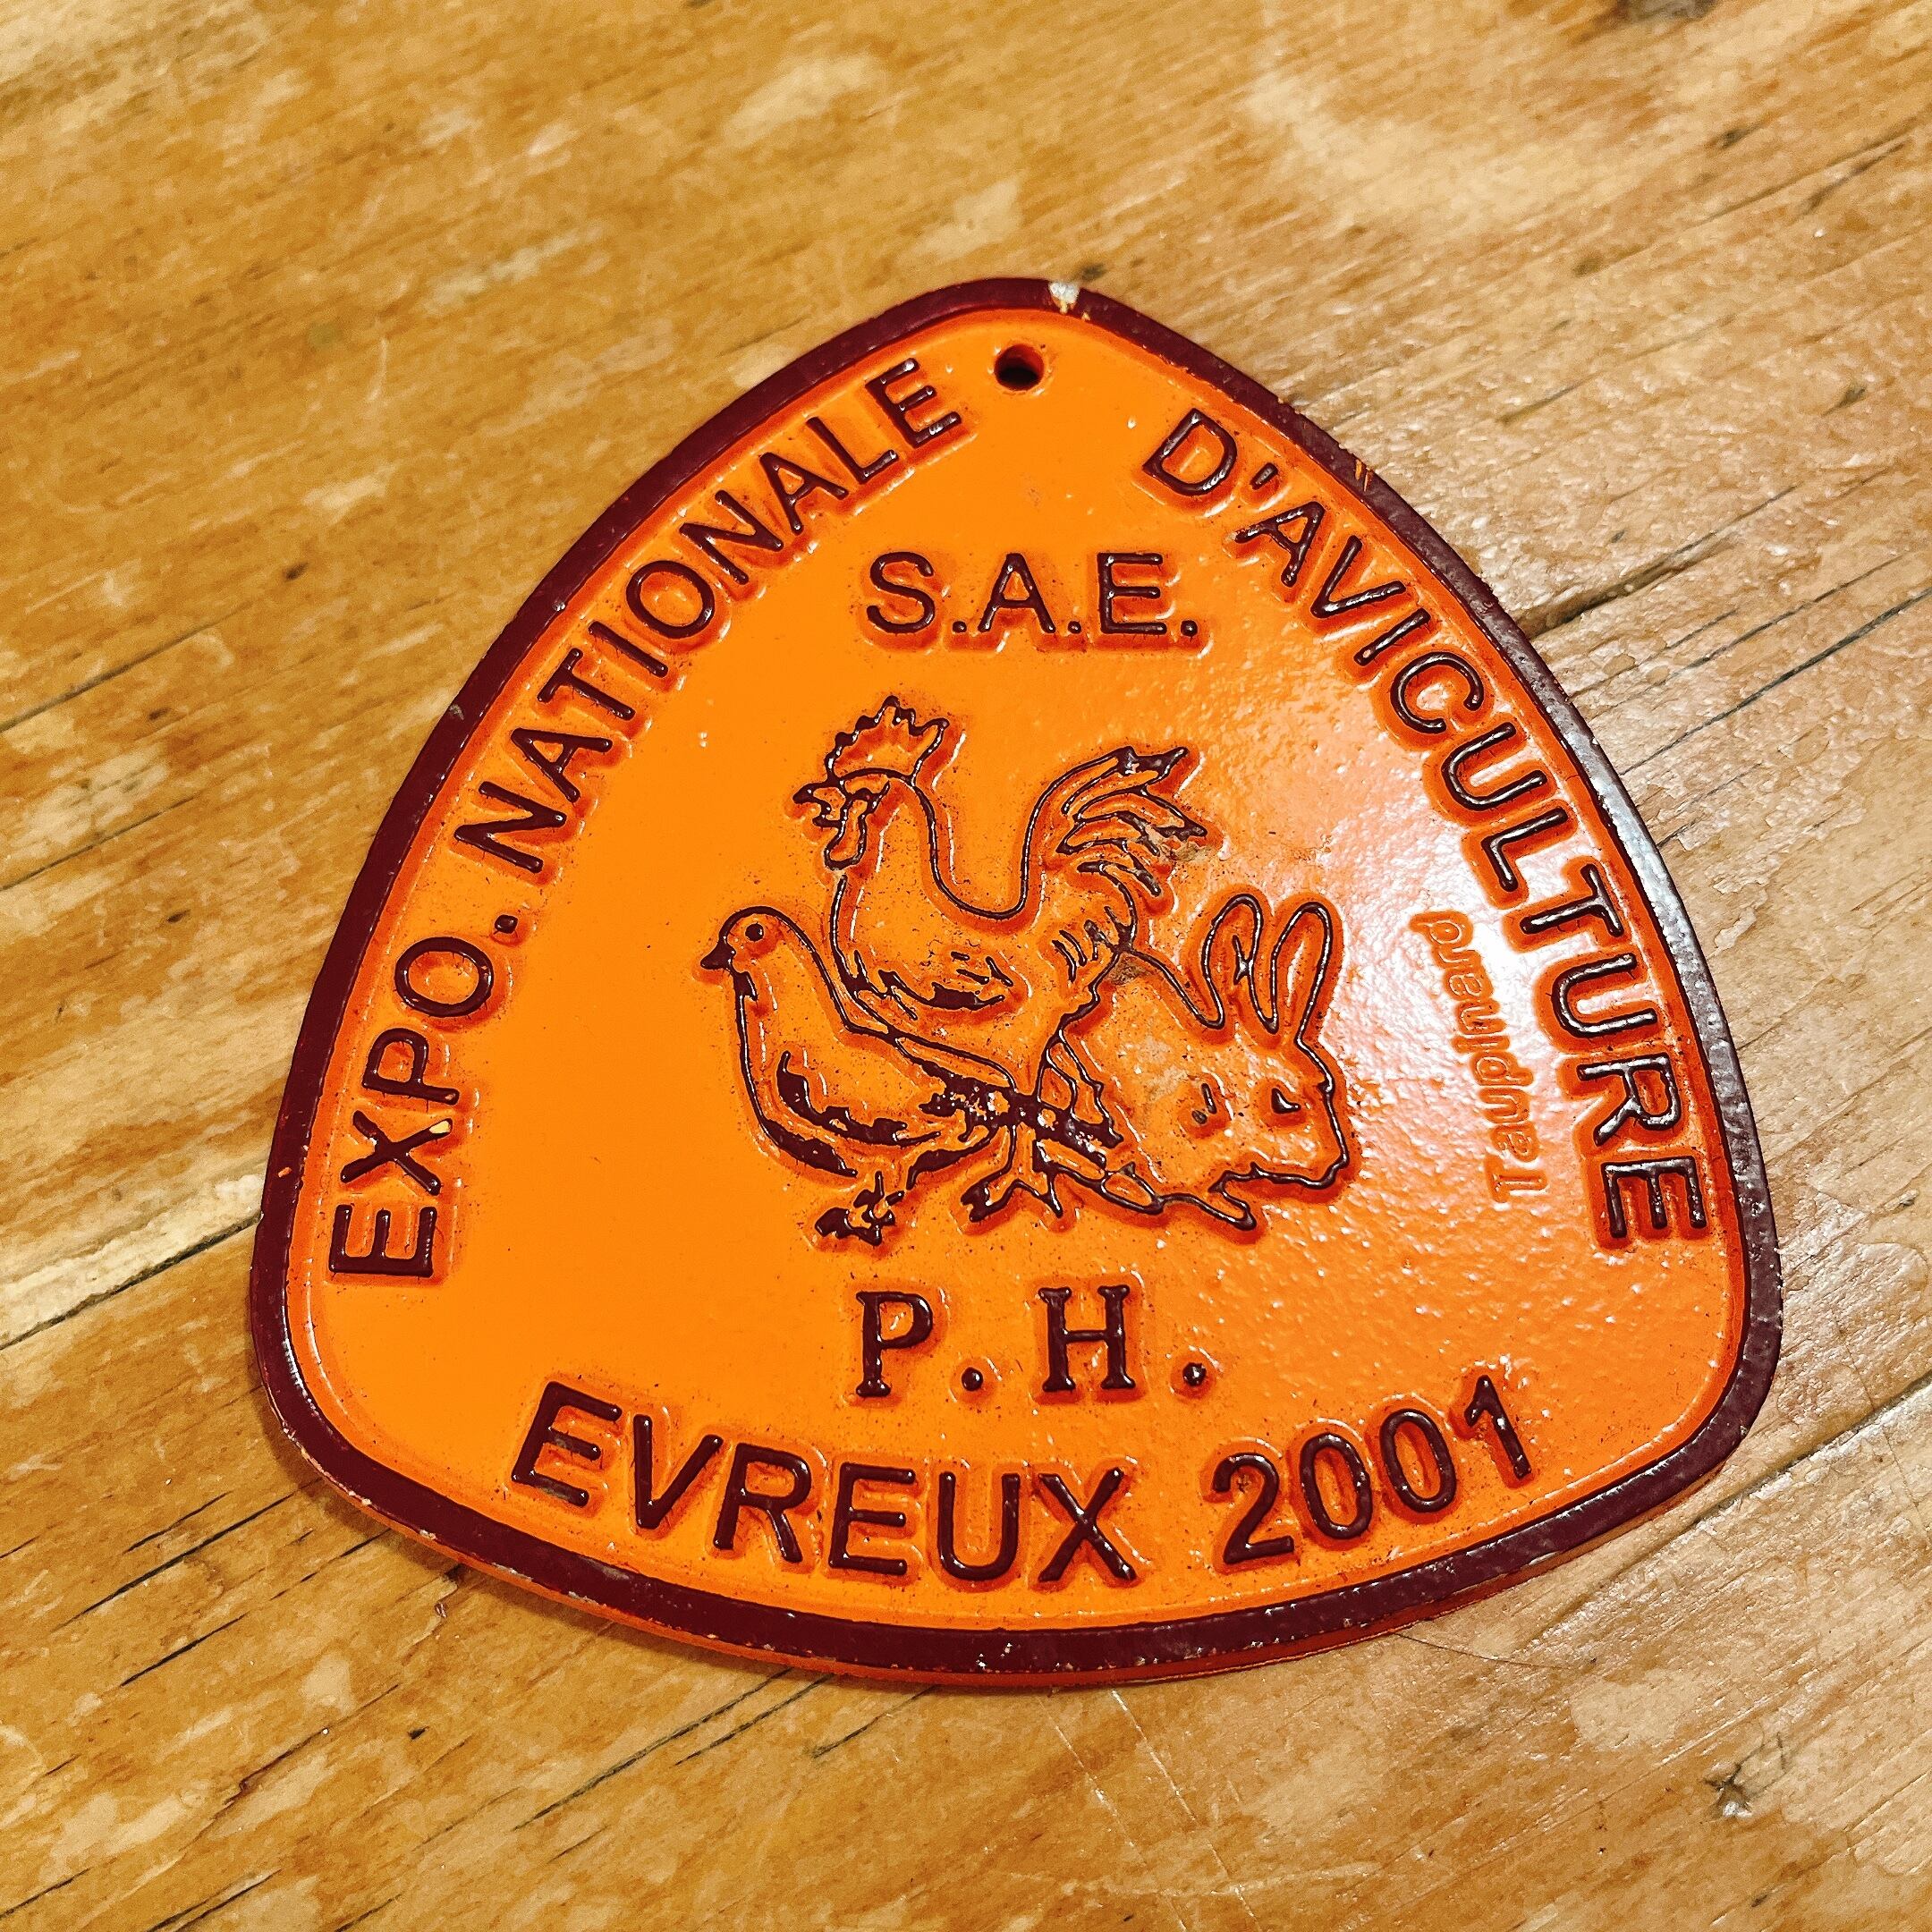 EXPO. NATIONALE D'AVICULTURE
S.A.E.
Taupinard
P.H.
EVREUX 2001